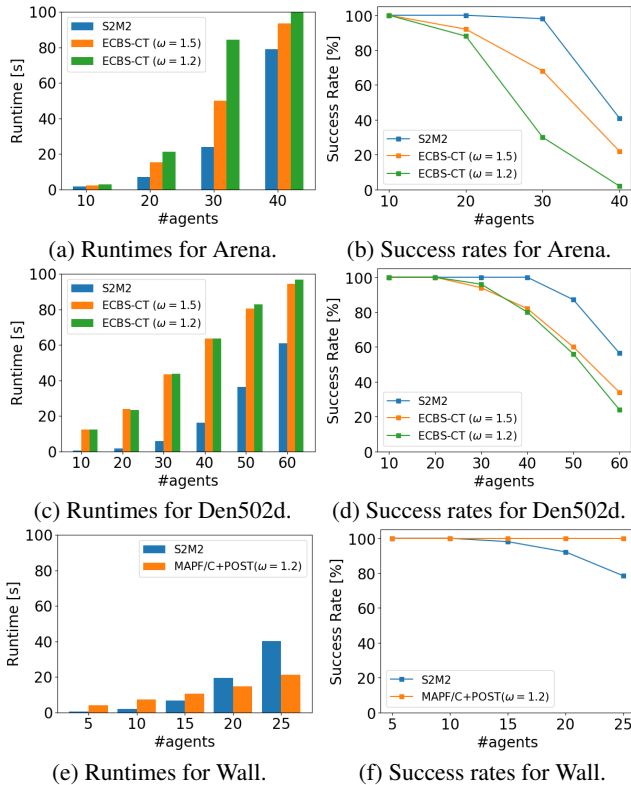 100
80
60
40
20
0
Runtime [s]
S2M2
ECBS-CT (ω = 1.5)
ECBS-CT (ω = 1.2)
10 20 30 40
#agents
(a) Runtimes for Arena.
100
80
60
40
20
0
Success Rate [%]
S2M2
ECBS-CT (ω = 1.5)
ECBS-CT (ω = 1.2)
10 20 30 40
#agents
(b) Success rates for Arena.
100
80
60
40
20
0
Runtime [s]
S2M2
ECBS-CT (ω = 1.5)
ECBS-CT (ω = 1.2)
10 20 30 40 50 60
#agents
(c) Runtimes for Den502d.
100
80
60
40
20
0
Success Rate [%]
S2M2
ECBS-CT (ω = 1.5)
ECBS-CT (ω = 1.2)
10 20 30 40 50 60
#agents
(d) Success rates for Den502d.
100
80
60
40
20
0
Runtime [s]
S2M2
MAPF/C+POST(ω = 1.2)
5 10 15 20 25
#agents
(e) Runtimes for Wall.
100
80
60
40
20
0
Success Rate [%]
S2M2
MAPF/C+POST(ω = 1.2)
5 10 15 20 25
#agents
(f) Success rates for Wall.